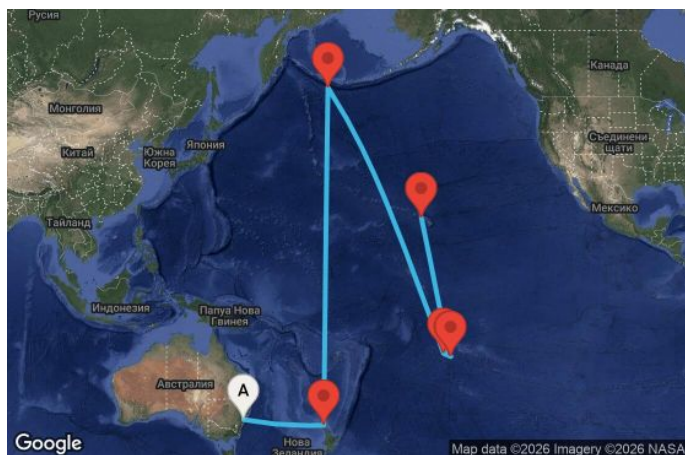 Русия
Канада
Монголия
Съединени
щати
Китай
Южна
Корея
Япония
Мексико
Тайланд
Индонезия
Папуа Нова
Гвинея
Австралия
A
Нова
Зеландия
Google
Map data ©2026 Imagery ©2026 NASA